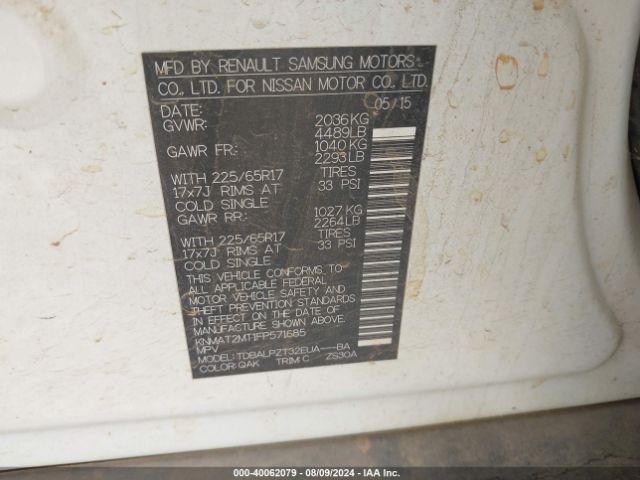 MFD BY RENAULT SAMSUNG MOTORS
CO., LTD. FOR NISSAN MOTOR CO., LTD.
DATE: 05/15
GVWR: 2036KG
4489LB
GAWR FR: 1040KG
2293LB
WITH 225/65R17 TIRES
17x7J RIMS AT 33 PSI
COLD SINGLE
GAWR RR: 1027KG
2264LB
WITH 225/65R17 TIRES
17x7J RIMS AT 33 PSI
COLD SINGLE
THIS VEHICLE CONFORMS TO
ALL APPLICABLE FEDERAL
MOTOR VEHICLE SAFETY AND
THEFT PREVENTION STANDARDS
IN EFFECT ON THE DATE OF
MANUFACTURE SHOWN ABOVE.
KNMAT2MT1FP571685
MPV
MODEL: TDBALPZT32EUA---BA
COLOR: QAK TRIM: C ZS30A
000-40062079 - 08/09/2024 - IAA Inc.